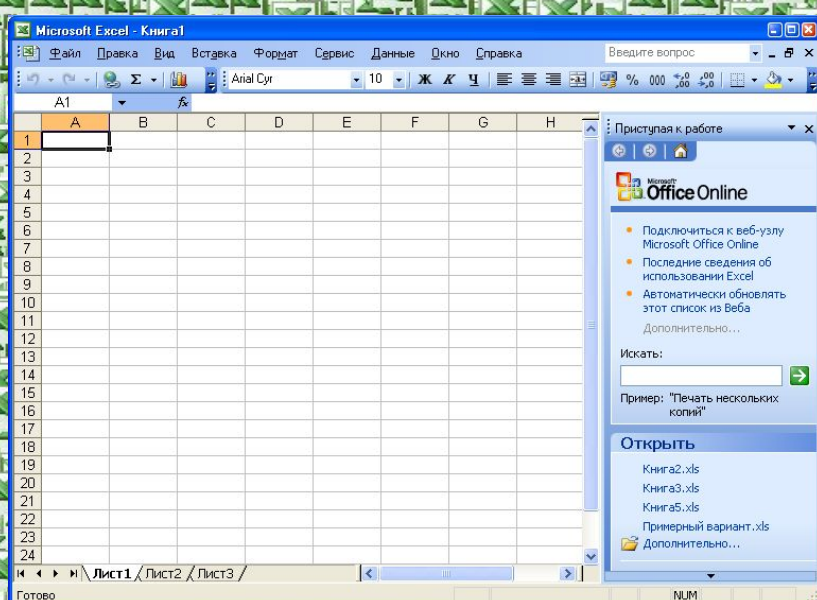 Microsoft Excel - Книга1
Файл Правка Вид Вставка Формат Сервис Данные Окно Справка Введите вопрос
Arial Cyr 10 Ж К Ч % 000 ,00 ,00
A1 fx
A B C D E F G H
1
2
3
4
5
6
7
8
9
10
11
12
13
14
15
16
17
18
19
20
21
22
23
24
Лист1 Лист2 Лист3
Готово NUM
Приступая к работе
Microsoft
Office Online
Подключиться к веб-узлу
Microsoft Office Online
Последние сведения об
использовании Excel
Автоматически обновлять
этот список из Веба
Дополнительно...
Искать:
Пример: "Печать нескольких
копий"
Открыть
Книга2.xls
Книга3.xls
Книга5.xls
Примерный вариант.xls
Дополнительно...